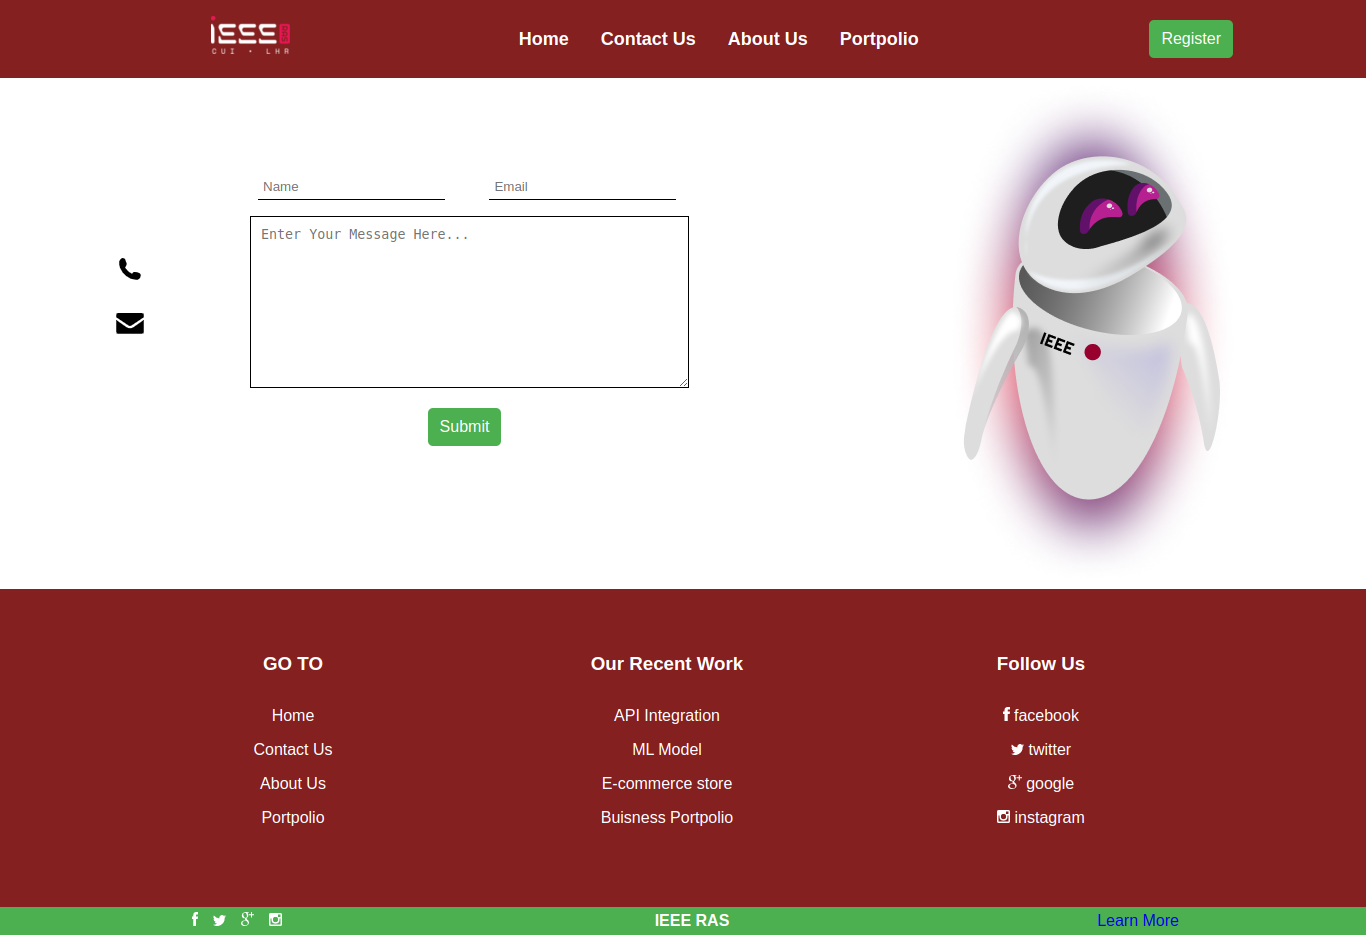 ieee RAS
CUI · LHR
Home Contact Us About Us Portpolio
Register
Name Email
Enter Your Message Here...
Submit
IEEE
GO TO Our Recent Work Follow Us
Home API Integration facebook
Contact Us ML Model twitter
About Us E-commerce store google
Portpolio Buisness Portpolio instagram
IEEE RAS Learn More